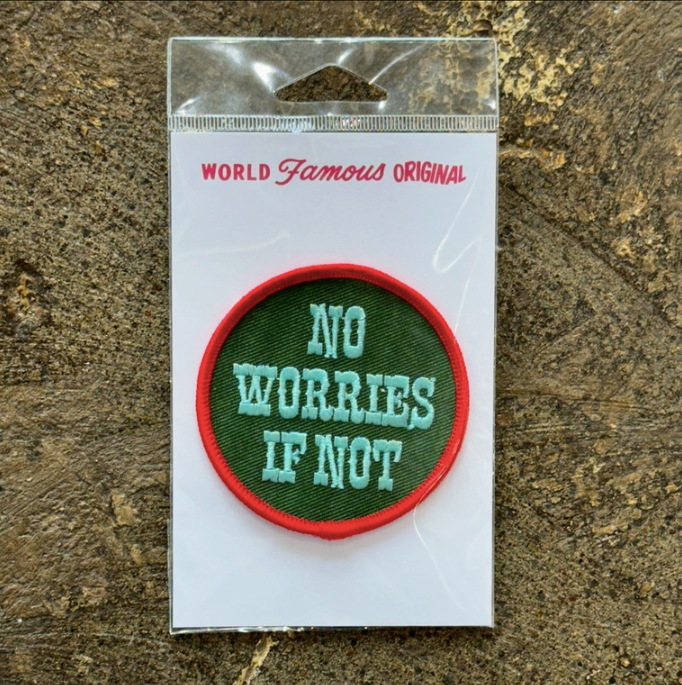 WORLD Famous ORIGINAL
NO
WORRIES
IF NOT